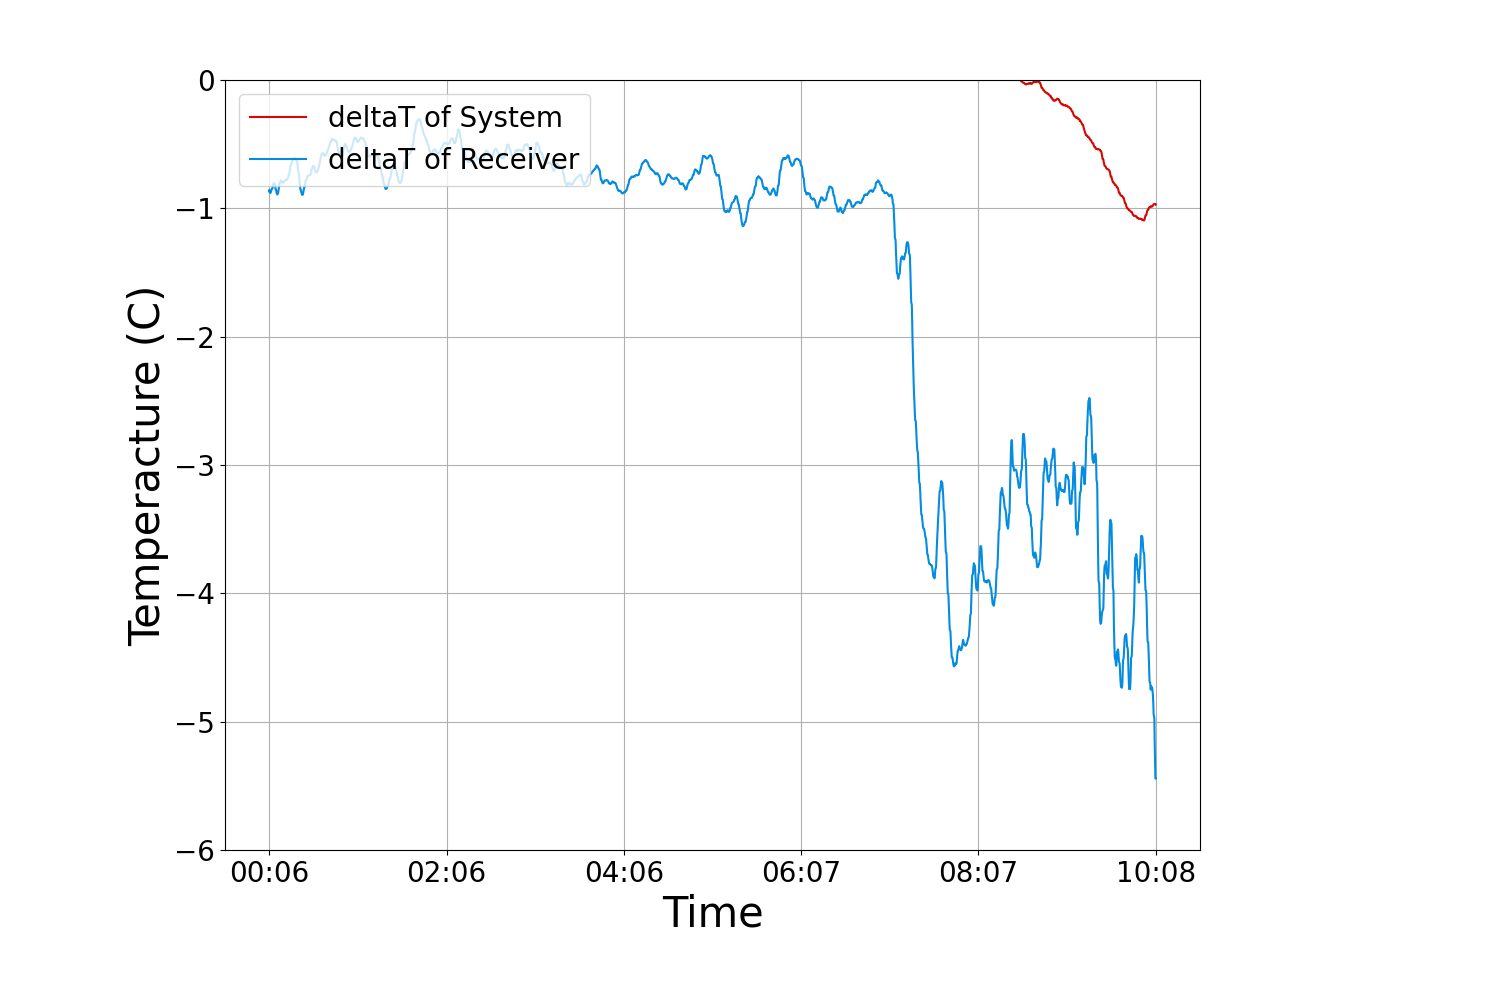 0
−1
−2
−3
−4
−5
−6
deltaT of System
deltaT of Receiver
Temperacture (C)
00:06 02:06 04:06 06:07 08:07 10:08
Time